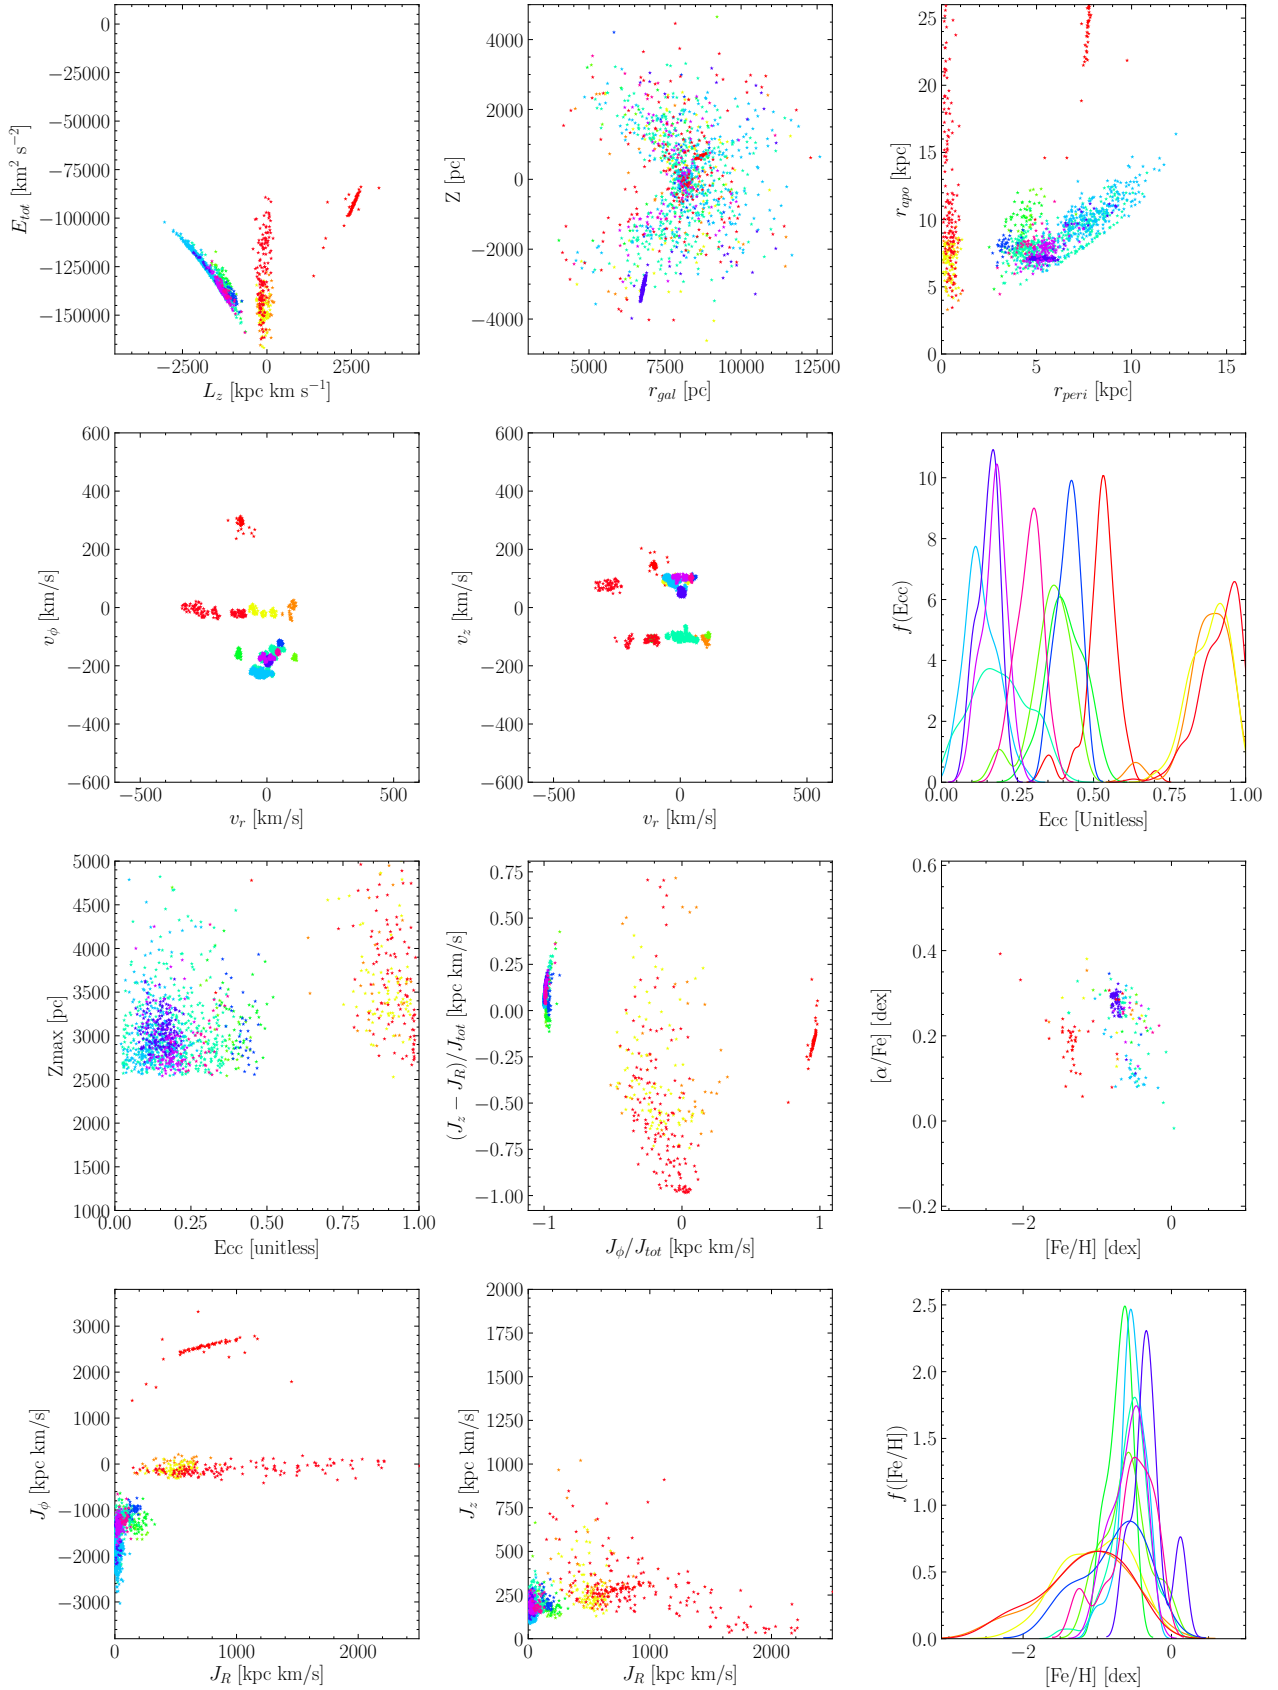 0
−25000
−50000
−75000
−100000
−125000
−150000
E_tot [km² s⁻²]
−2500 0 2500
L_z [kpc km s⁻¹]
4000
2000
0
−2000
−4000
Z [pc]
5000 7500 10000 12500
r_gal [pc]
25
20
15
10
5
0
r_apo [kpc]
0 5 10 15
r_peri [kpc]
600
400
200
0
−200
−400
−600
v_ϕ [km/s]
−500 0 500
v_r [km/s]
600
400
200
0
−200
−400
−600
v_z [km/s]
−500 0 500
v_r [km/s]
10
8
6
4
2
0
f(Ecc)
0.00 0.25 0.50 0.75 1.00
Ecc [Unitless]
5000
4500
4000
3500
3000
2500
2000
1500
1000
Zmax [pc]
0.00 0.25 0.50 0.75 1.00
Ecc [unitless]
0.75
0.50
0.25
0.00
−0.25
−0.50
−0.75
−1.00
(J_z − J_R)/J_tot [kpc km/s]
−1 0 1
J_ϕ/J_tot [kpc km/s]
0.6
0.4
0.2
0.0
−0.2
[α/Fe] [dex]
−2 0
[Fe/H] [dex]
3000
2000
1000
0
−1000
−2000
−3000
J_ϕ [kpc km/s]
0 1000 2000
J_R [kpc km/s]
2000
1750
1500
1250
1000
750
500
250
0
J_z [kpc km/s]
0 1000 2000
J_R [kpc km/s]
2.5
2.0
1.5
1.0
0.5
0.0
f([Fe/H])
−2 0
[Fe/H] [dex]